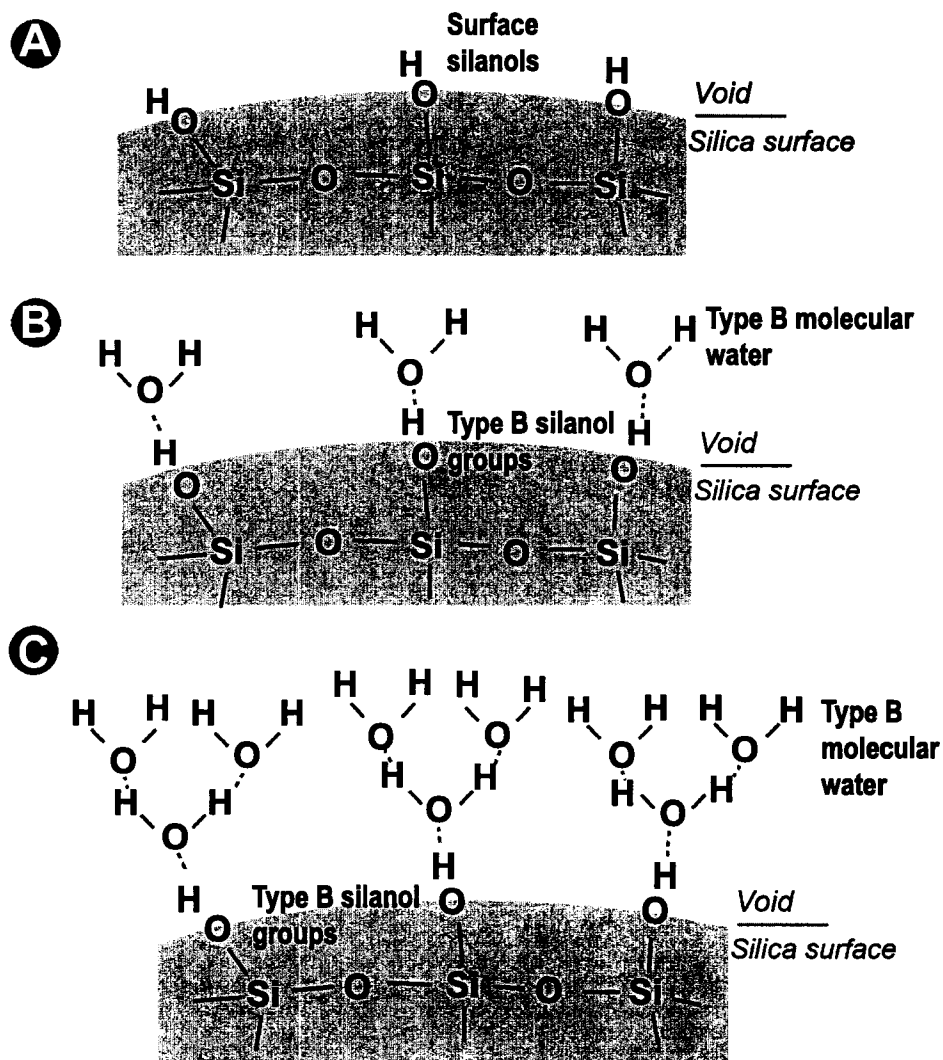 A
Surface
silanols
H
H
H
O
O
O
Void
Silica surface
Si O Si O Si
B
H H
H H
H H
Type B molecular
water
O
O
O
H
H
H
Type B silanol
groups
Void
Silica surface
O
O
O
Si O Si O Si
C
H H H H
H H H H
H H H H
Type B
molecular
water
O O
O O
O O
H H
H H
H H
O
O
O
H
H
H
Type B silanol
groups
Void
Silica surface
O
O
O
Si O Si O Si